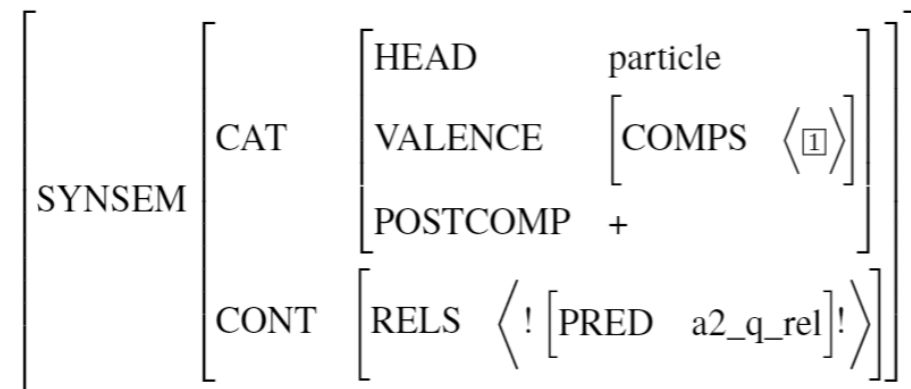 HEAD particle
CAT VALENCE [COMPS ⟨1⟩]
SYNSEM
POSTCOMP +
CONT [RELS ⟨! [PRED a2_q_rel]!⟩]